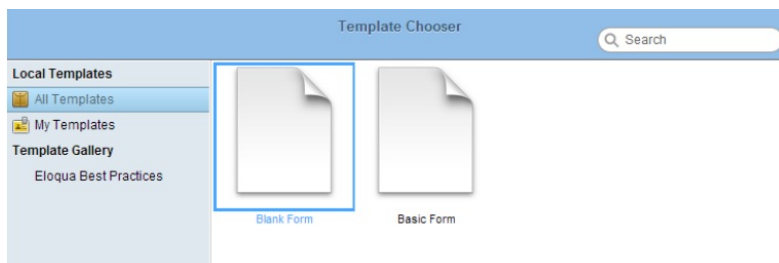 Template Chooser
Search
Local Templates
All Templates
My Templates
Template Gallery
Eloqua Best Practices
Blank Form
Basic Form